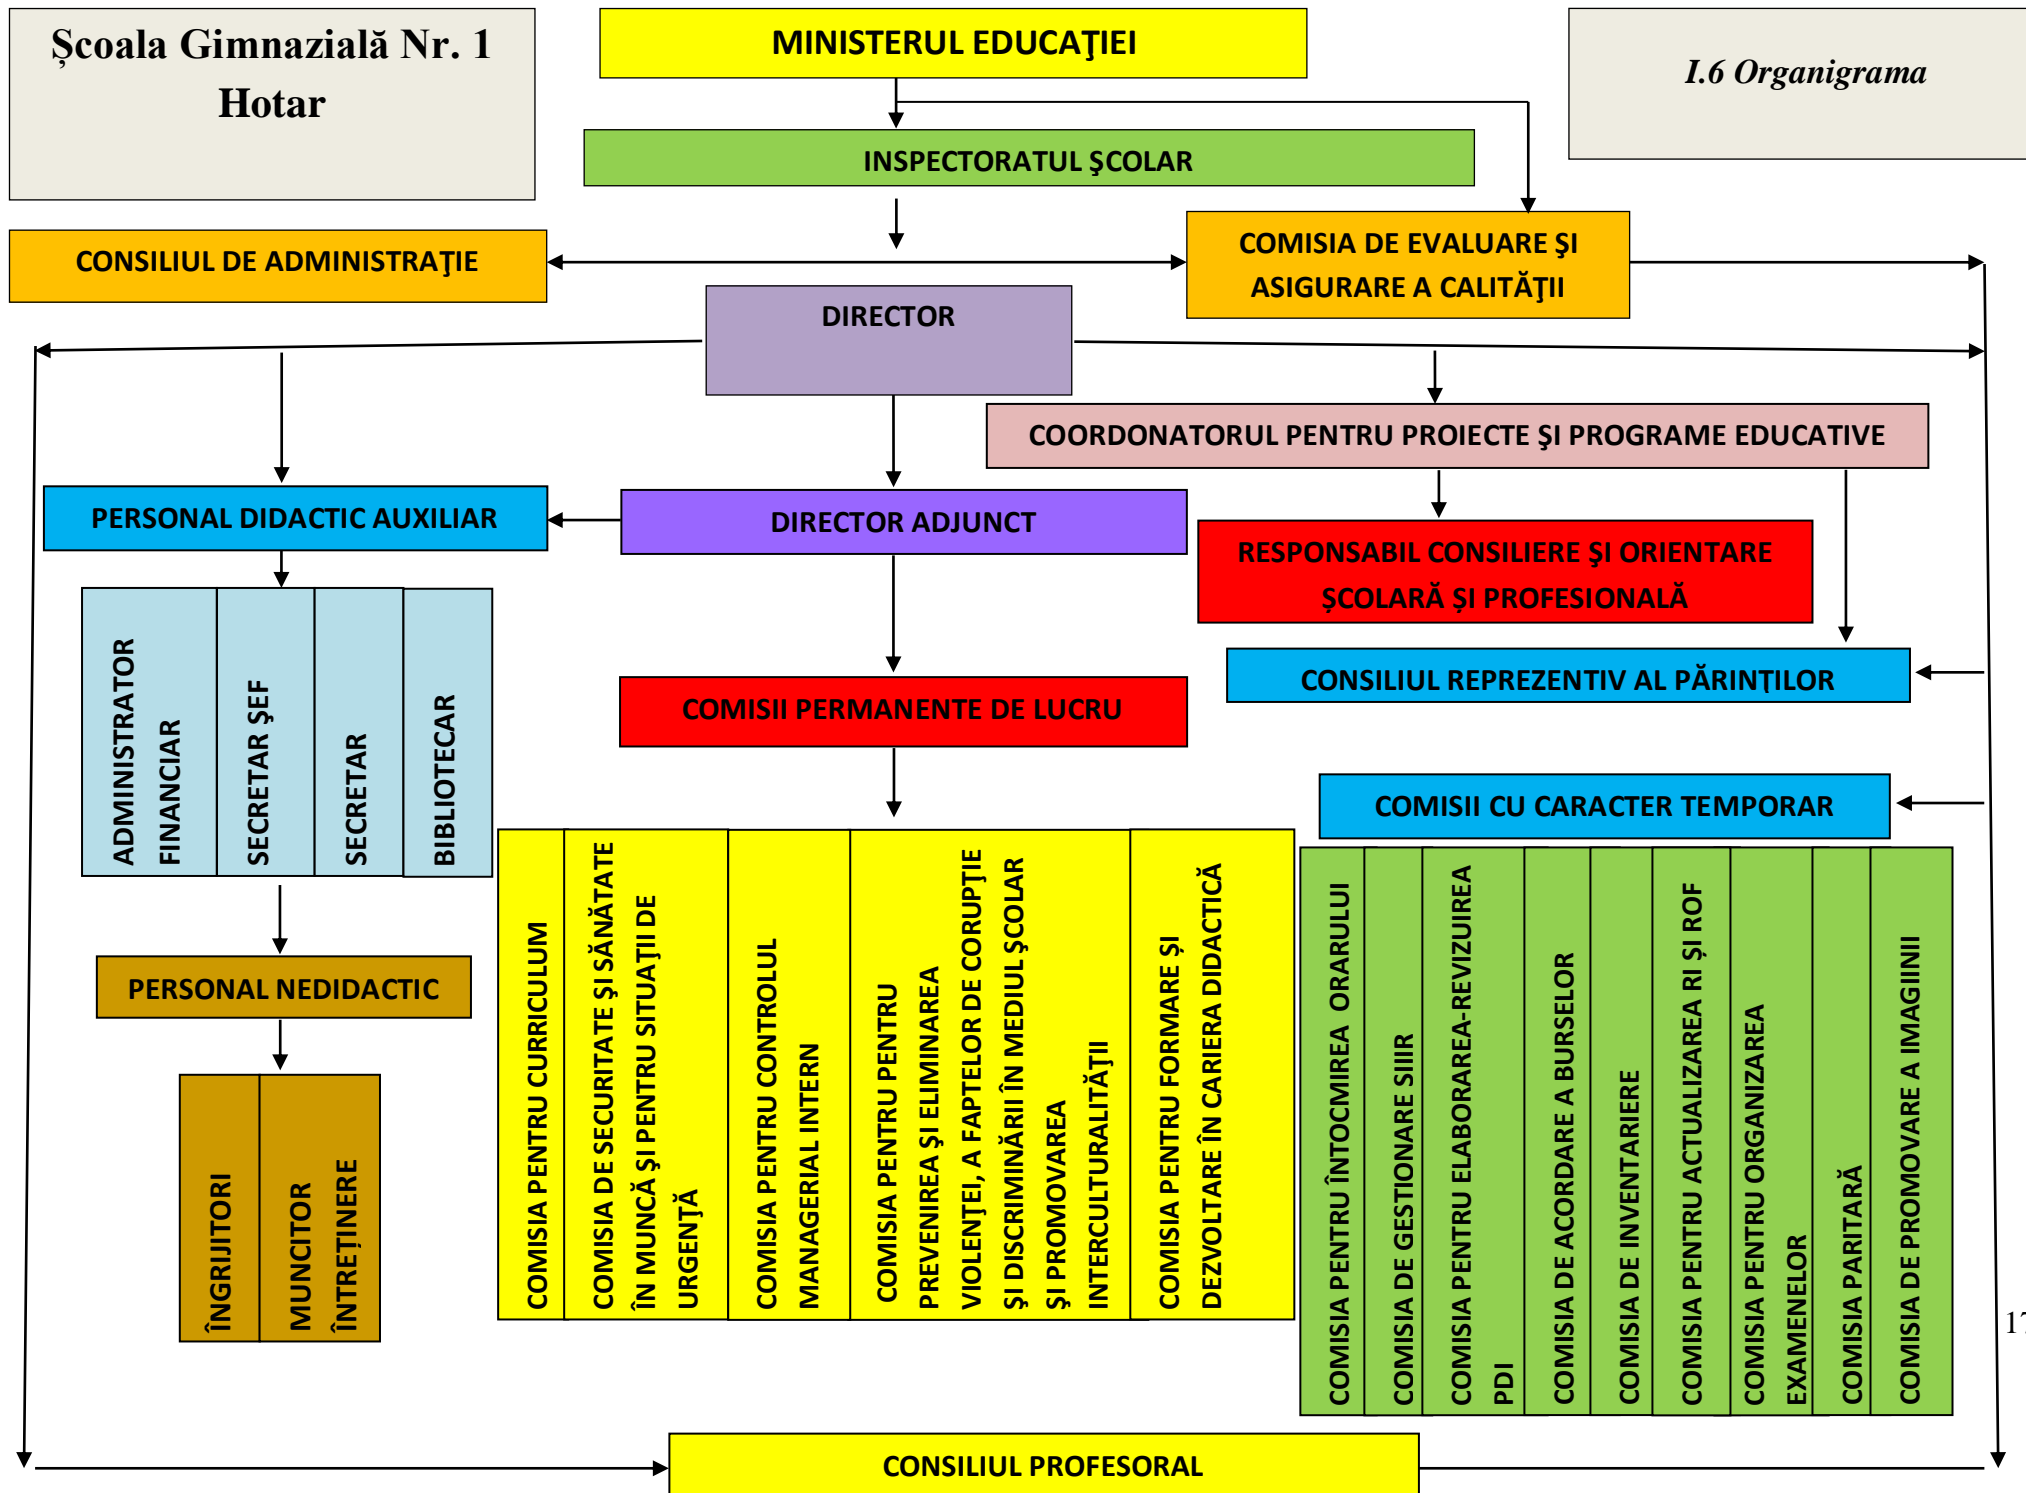 Școala Gimnazială Nr. 1
Hotar
MINISTERUL EDUCAŢIEI
I.6 Organigrama
INSPECTORATUL ŞCOLAR
CONSILIUL DE ADMINISTRAŢIE
COMISIA DE EVALUARE ŞI
ASIGURARE A CALITĂŢII
DIRECTOR
COORDONATORUL PENTRU PROIECTE ŞI PROGRAME EDUCATIVE
PERSONAL DIDACTIC AUXILIAR
DIRECTOR ADJUNCT
RESPONSABIL CONSILIERE ŞI ORIENTARE
ȘCOLARĂ ȘI PROFESIONALĂ
CONSILIUL REPREZENTIV AL PĂRINŢILOR
COMISII PERMANENTE DE LUCRU
COMISII CU CARACTER TEMPORAR
ADMINISTRATOR
FINANCIAR
SECRETAR ŞEF
SECRETAR
BIBLIOTECAR
PERSONAL NEDIDACTIC
ÎNGRIJITORI
MUNCITOR
ÎNTREȚINERE
COMISIA PENTRU CURRICULUM
COMISIA DE SECURITATE ŞI SĂNĂTATE
ÎN MUNCĂ ŞI PENTRU SITUAŢII DE
URGENŢĂ
COMISIA PENTRU CONTROLUL
MANAGERIAL INTERN
COMISIA PENTRU PENTRU
PREVENIREA ŞI ELIMINAREA
VIOLENŢEI, A FAPTELOR DE CORUPŢIE
ŞI DISCRIMINĂRII ÎN MEDIUL ŞCOLAR
ŞI PROMOVAREA
INTERCULTURALITĂŢII
COMISIA PENTRU FORMARE ȘI
DEZVOLTARE ÎN CARIERA DIDACTICĂ
COMISIA PENTRU ÎNTOCMIREA ORARULUI
COMISIA DE GESTIONARE SIIIR
COMISIA PENTRU ELABORAREA-REVIZUIREA
PDI
COMISIA DE ACORDARE A BURSELOR
COMISIA DE INVENTARIERE
COMISIA PENTRU ACTUALIZAREA RI ȘI ROF
COMISIA PENTRU ORGANIZAREA
EXAMENELOR
COMISIA PARITARĂ
COMISIA DE PROMOVARE A IMAGIINII
17
CONSILIUL PROFESORAL